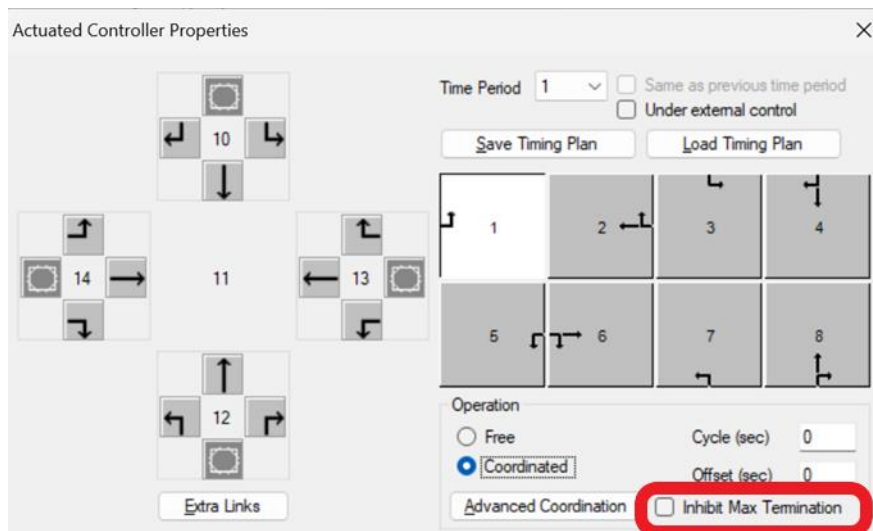 Actuated Controller Properties
Time Period 1 Same as previous time period
Under external control
Save Timing Plan Load Timing Plan
10
14 11 13
12
Extra Links
1 2 3 4
5 6 7 8
Operation
Free Cycle (sec) 0
Coordinated Offset (sec) 0
Advanced Coordination Inhibit Max Termination